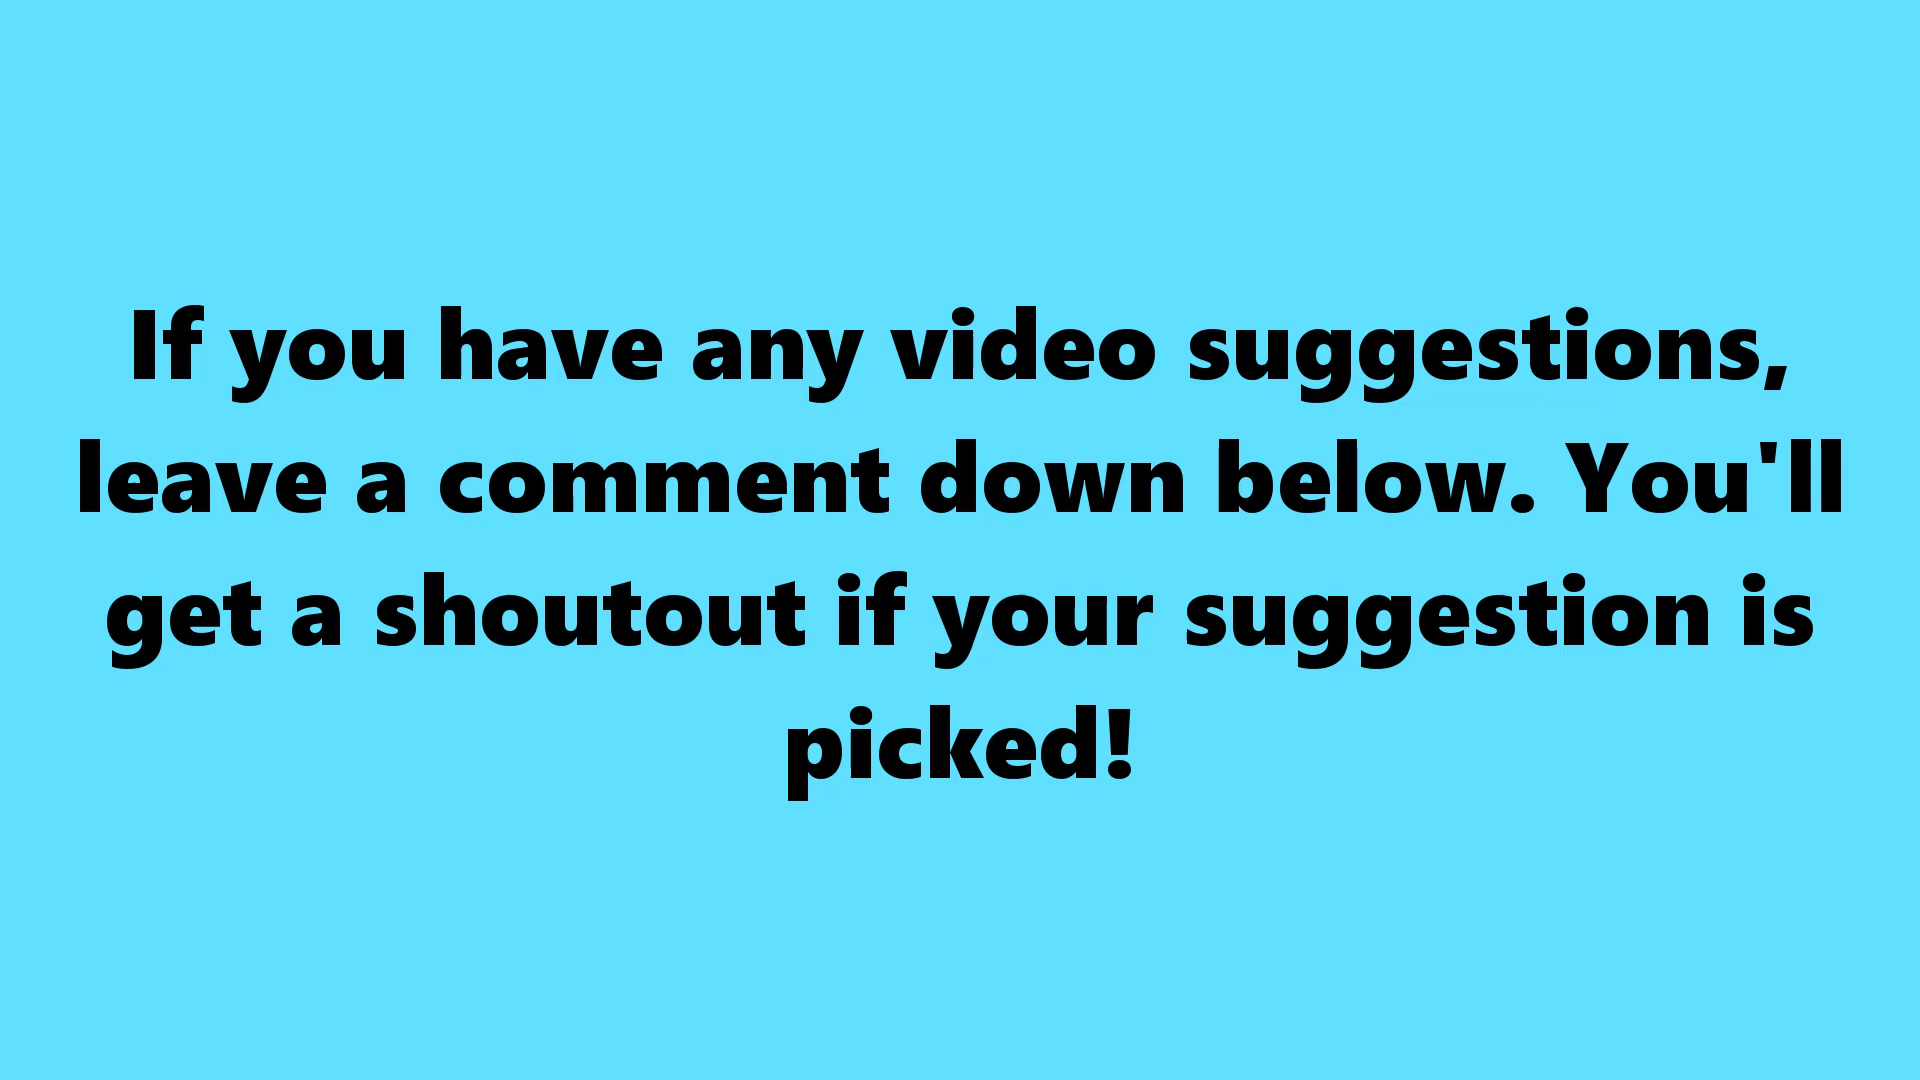 If you have any video suggestions,
leave a comment down below. You'll
get a shoutout if your suggestion is
picked!